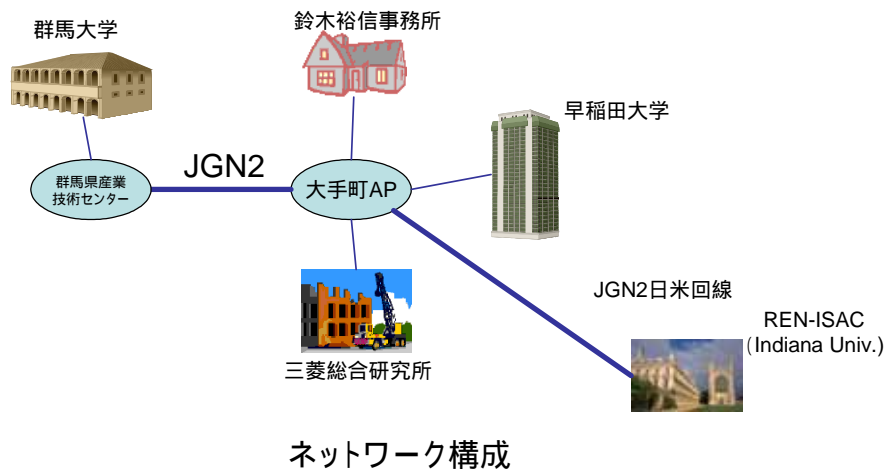 群馬大学
鈴木裕信事務所
早稲田大学
JGN2
群馬県産業
技術センター
大手町AP
JGN2日米回線
REN-ISAC
(Indiana Univ.)
三菱総合研究所
ネットワーク構成